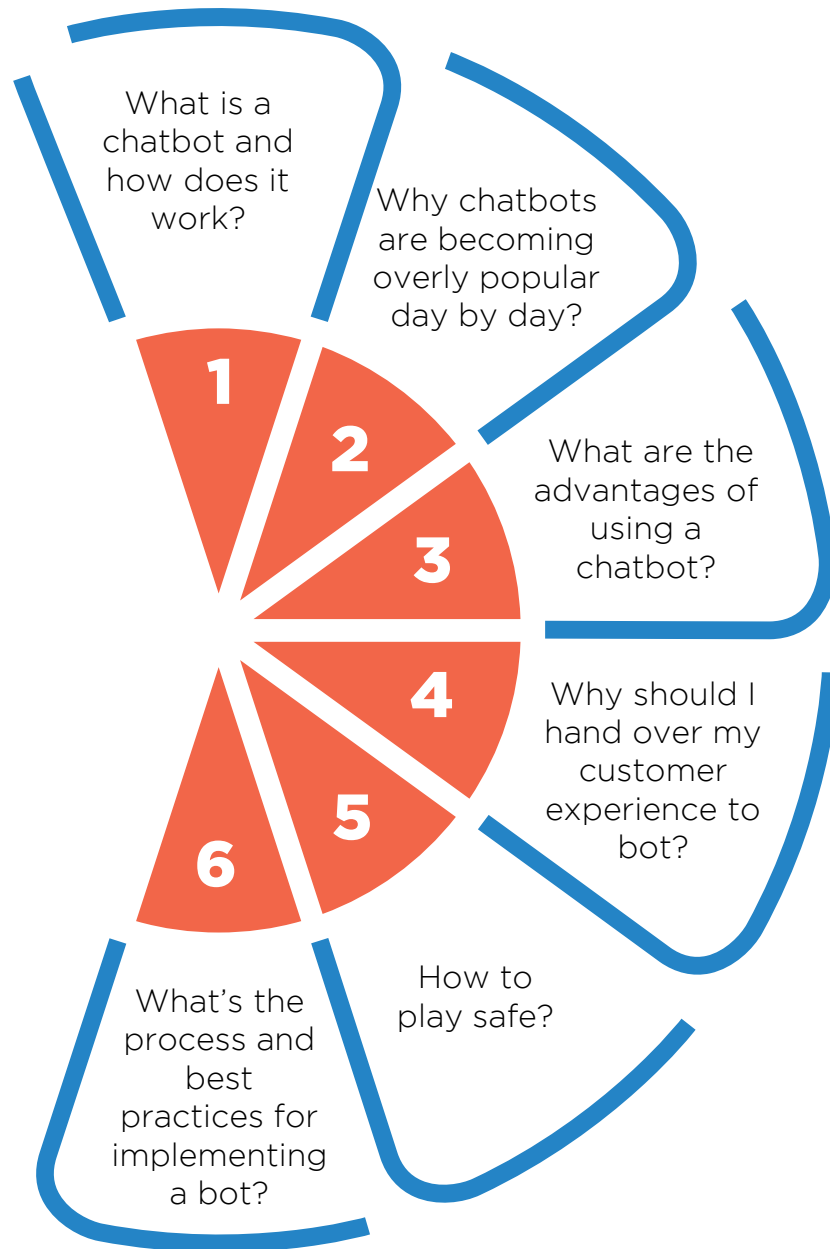 What is a
chatbot and
how does it
work?
1
Why chatbots
are becoming
overly popular
day by day?
2
What are the
advantages of
using a
chatbot?
3
Why should I
hand over my
customer
experience to
bot?
4
How to
play safe?
5
What’s the
process and
best
practices for
implementing
a bot?
6